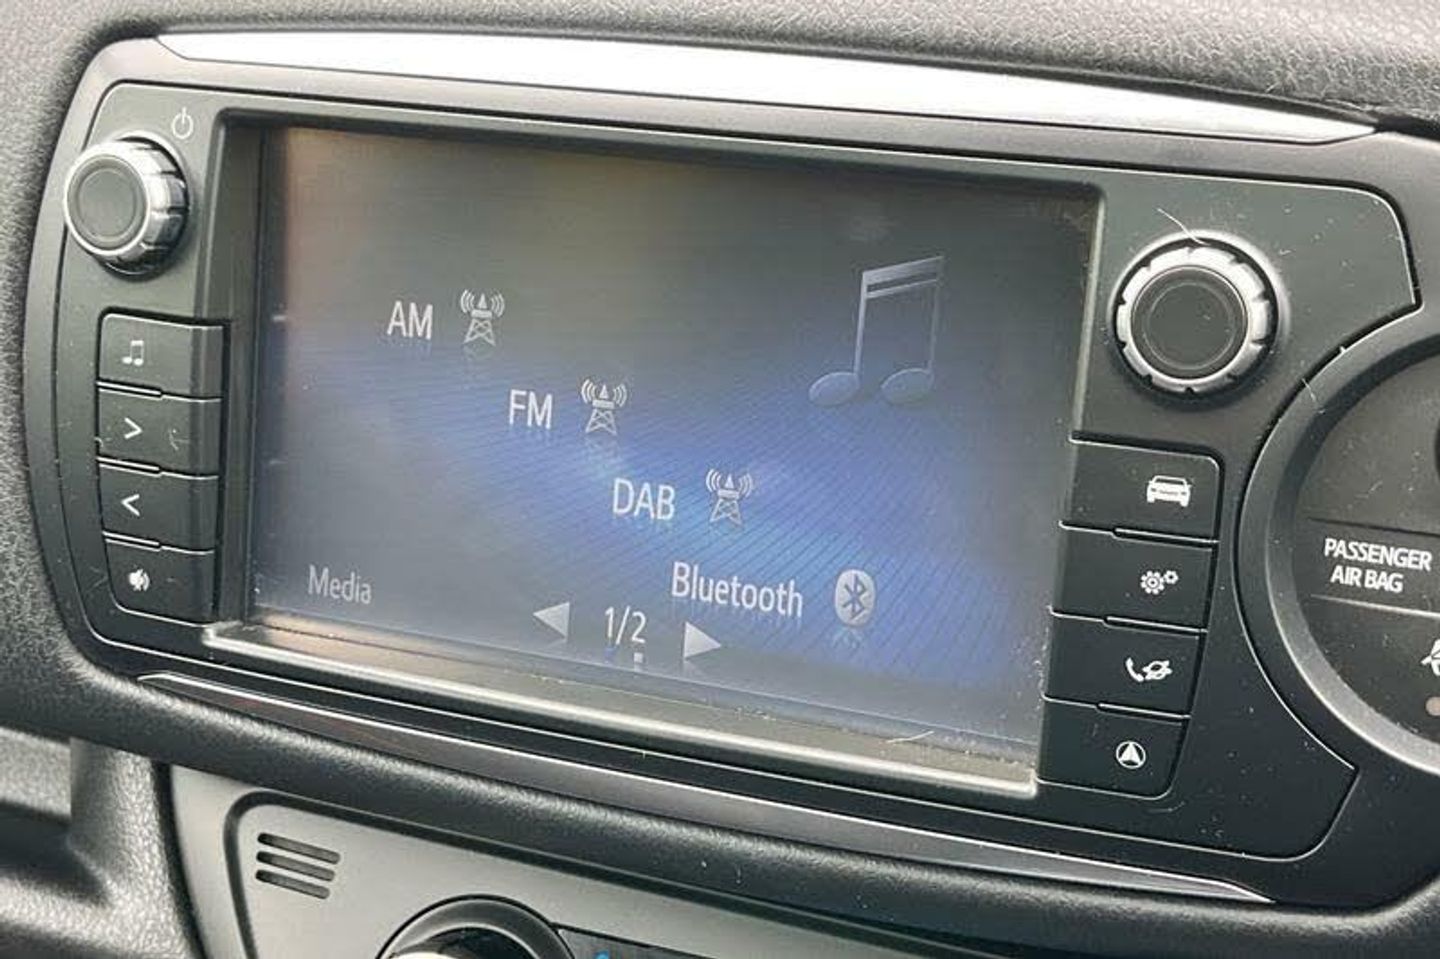 AM
FM
DAB
Bluetooth
Media
1/2
PASSENGER
AIR BAG